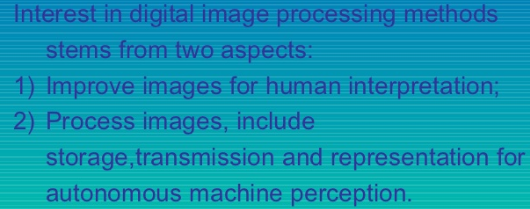 Interest in digital image processing methods
stems from two aspects:
1) Improve images for human interpretation;
2) Process images, include
storage,transmission and representation for
autonomous machine perception.